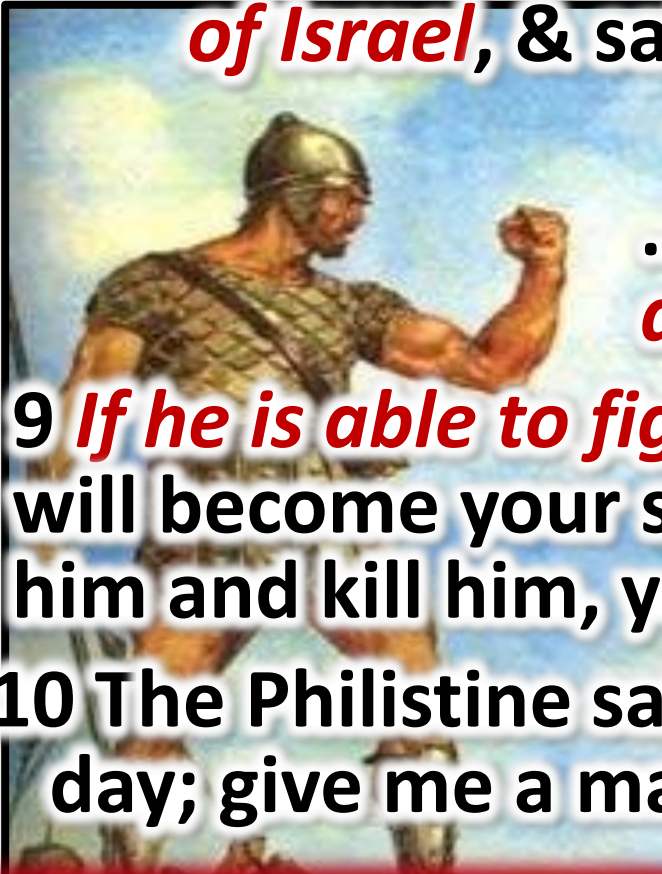 of Israel, & sa
.
9 If he is able to fig
will become your s
him and kill him, y
10 The Philistine sa
day; give me a ma